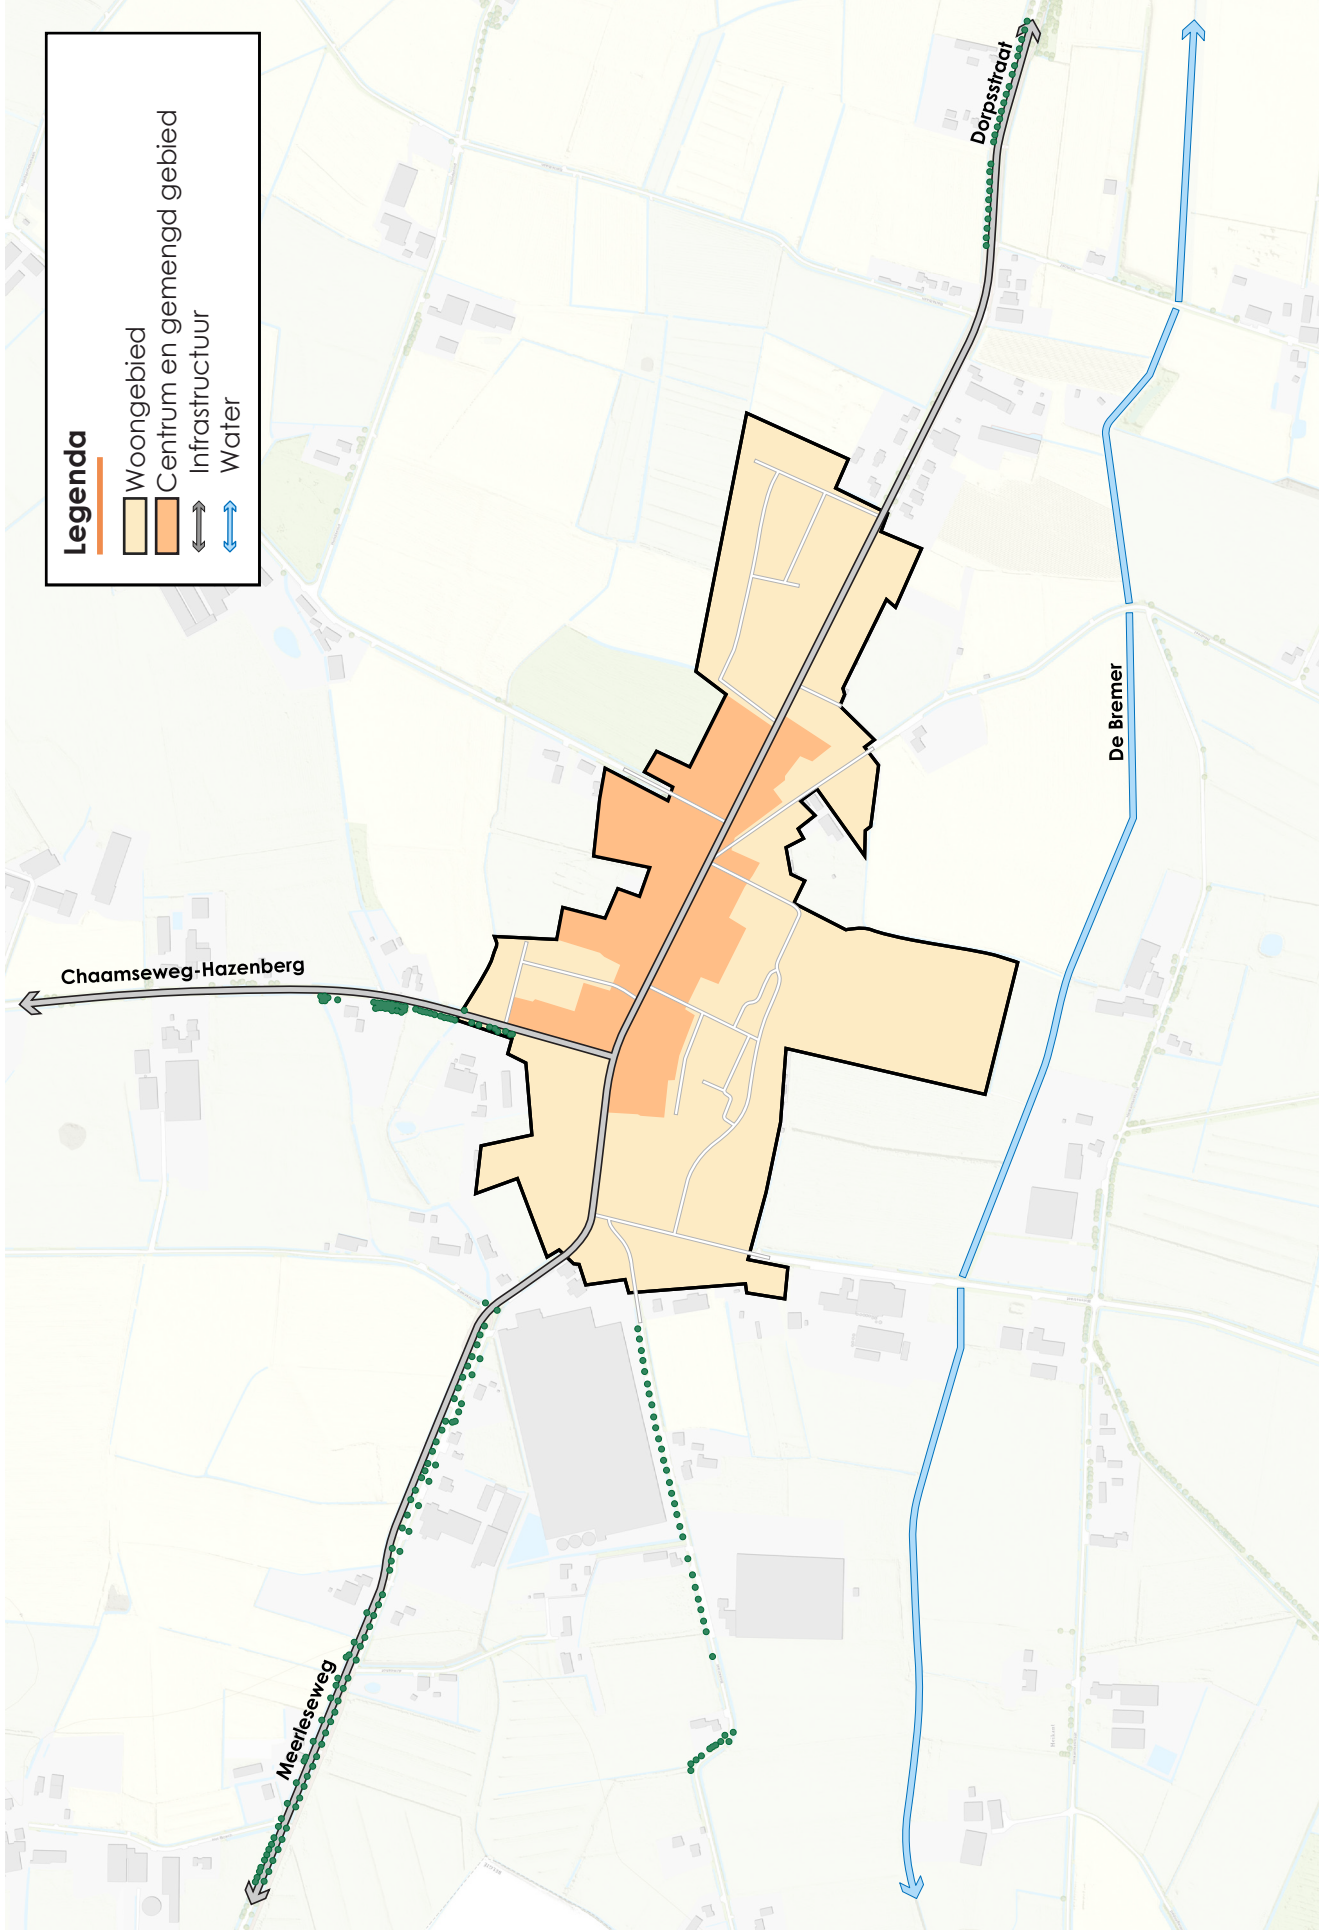 Legenda
Woongebied
Centrum en gemengd gebied
Infrastructuur
Water
Dorpsstraat
De Bremer
Chaamseweg-Hazenberg
Meerleseweg